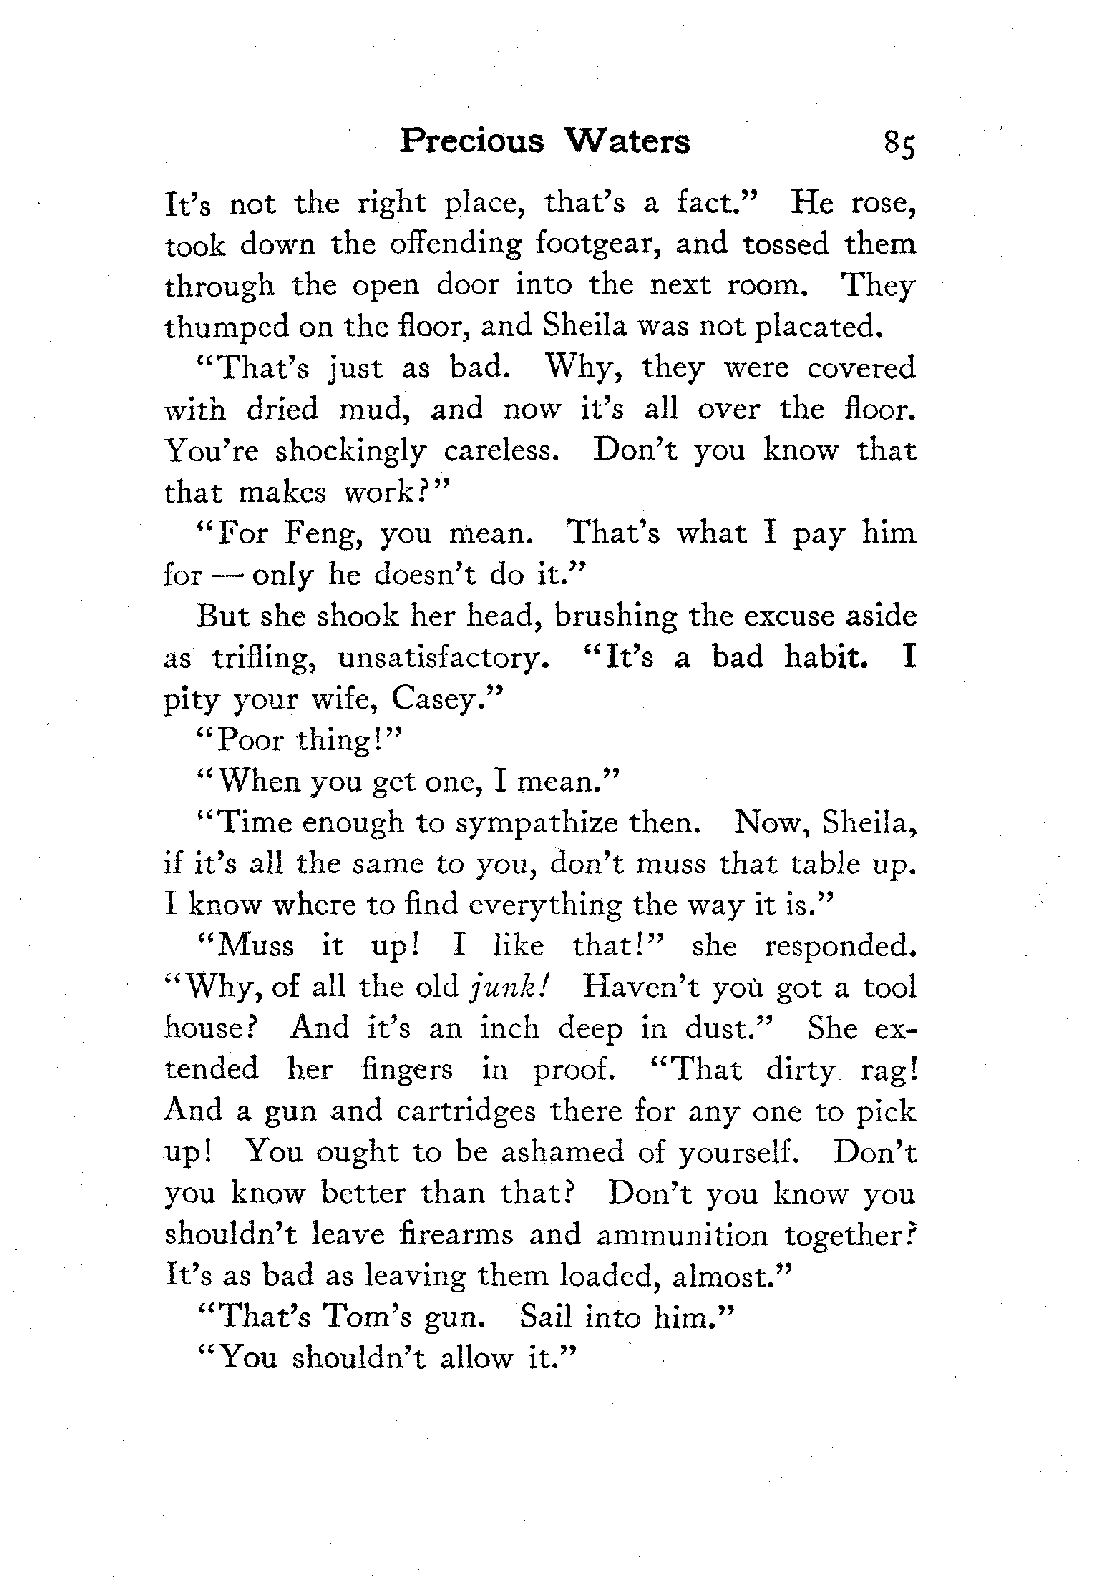 Precious Waters 85
It's not the right place, that's a fact." He rose,
took down the offending footgear, and tossed them
through the open door into the next room. They
thumped on the floor, and Sheila was not placated.
"That's just as bad. Why, they were covered
with dried mud, and now it's all over the floor.
You're shockingly careless. Don't you know that
that makes work?"
"For Feng, you mean. That's what I pay him
for — only he doesn't do it."
But she shook her head, brushing the excuse aside
as trifling, unsatisfactory. "It's a bad habit. I
pity your wife, Casey."
"Poor thing!"
"When you get one, I mean."
"Time enough to sympathize then. Now, Sheila,
if it's all the same to you, don't muss that table up.
I know where to find everything the way it is."
"Muss it up! I like that!" she responded.
"Why, of all the old junk! Haven't you got a tool
house? And it's an inch deep in dust." She ex-
tended her fingers in proof. "That dirty rag!
And a gun and cartridges there for any one to pick
up! You ought to be ashamed of yourself. Don't
you know better than that? Don't you know you
shouldn't leave firearms and ammunition together?
It's as bad as leaving them loaded, almost."
"That's Tom's gun. Sail into him."
"You shouldn't allow it."